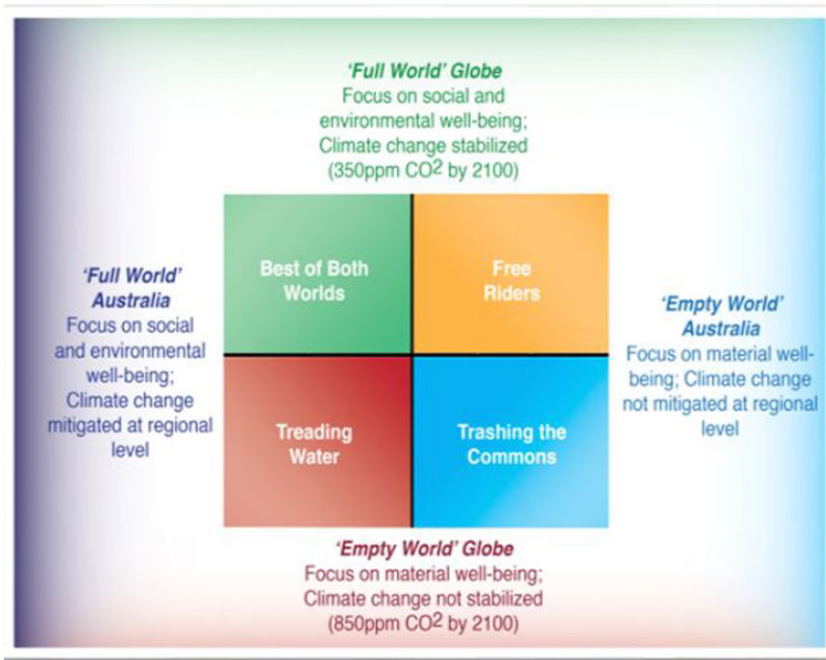 ‘Full World’ Globe
Focus on social and
environmental well-being;
Climate change stabilized
(350ppm CO2 by 2100)
‘Full World’
Australia
Focus on social
and environmental
well-being;
Climate change
mitigated at regional
level
Best of Both
Worlds
Free
Riders
Treading
Water
Trashing the
Commons
‘Empty World’
Australia
Focus on material well-
being; Climate change
not mitigated at regional
level
‘Empty World’ Globe
Focus on material well-being;
Climate change not stabilized
(850ppm CO2 by 2100)